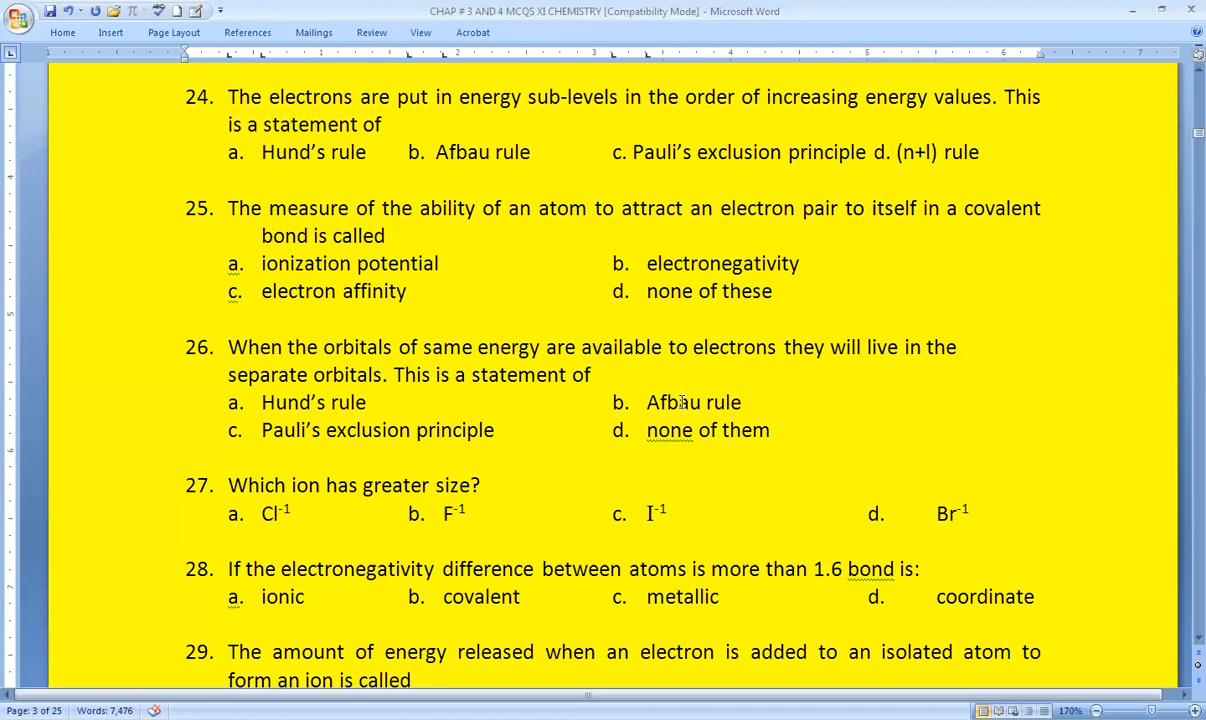 CHAP # 3 AND 4 MCQS XI CHEMISTRY [Compatibility Mode] - Microsoft Word
Home Insert Page Layout References Mailings Review View Acrobat
1 1 2 3 4 5 6 7
24. The electrons are put in energy sub-levels in the order of increasing energy values. This
is a statement of
a. Hund's rule b. Afbau rule c. Pauli's exclusion principle d. (n+l) rule
25. The measure of the ability of an atom to attract an electron pair to itself in a covalent
bond is called
a. ionization potential b. electronegativity
c. electron affinity d. none of these
26. When the orbitals of same energy are available to electrons they will live in the
separate orbitals. This is a statement of
a. Hund's rule b. Afbau rule
c. Pauli's exclusion principle d. none of them
27. Which ion has greater size?
a. Cl⁻¹ b. F⁻¹ c. I⁻¹ d. Br⁻¹
28. If the electronegativity difference between atoms is more than 1.6 bond is:
a. ionic b. covalent c. metallic d. coordinate
29. The amount of energy released when an electron is added to an isolated atom to
form an ion is called
Page: 3 of 25 Words: 7,476 170%